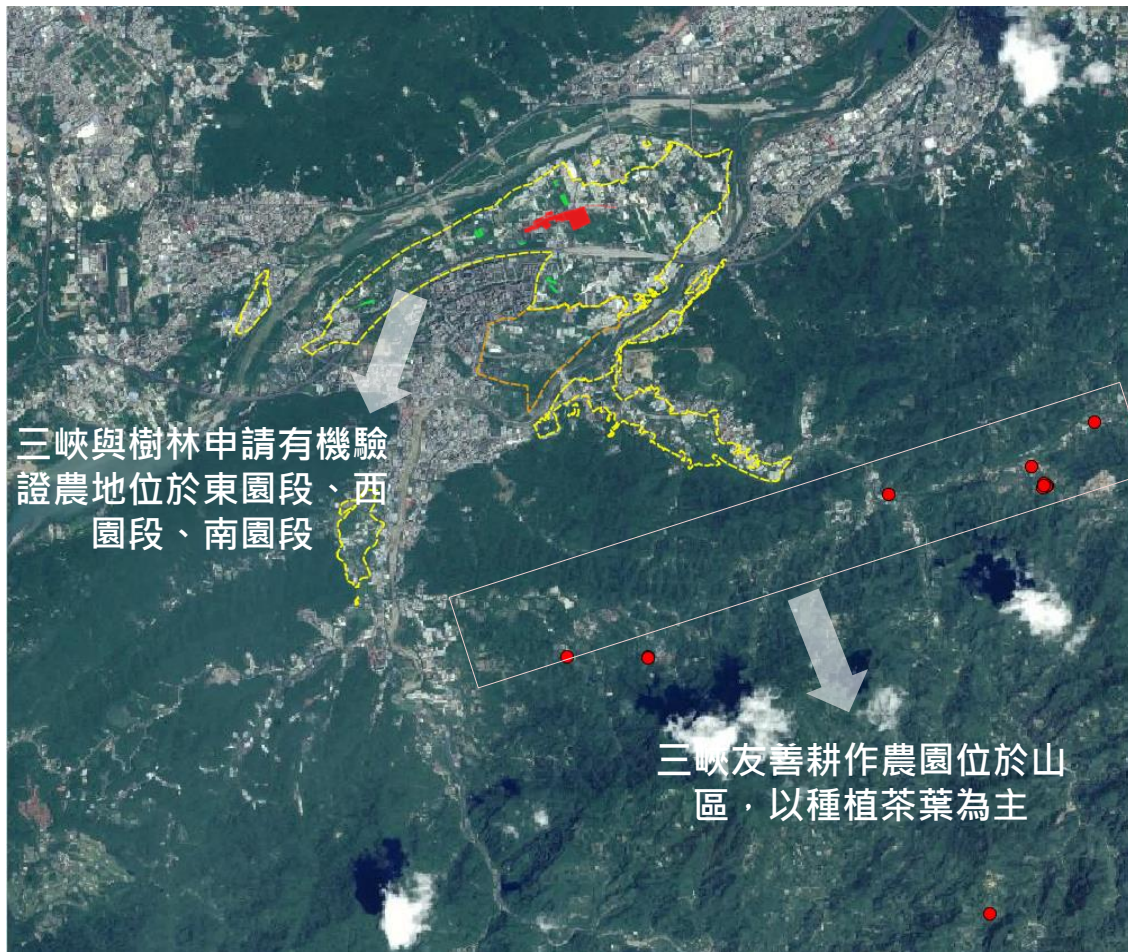 三峽與樹林申請有機驗
證農地位於東園段、西
園段、南園段
三峽友善耕作農園位於山
區，以種植茶葉為主